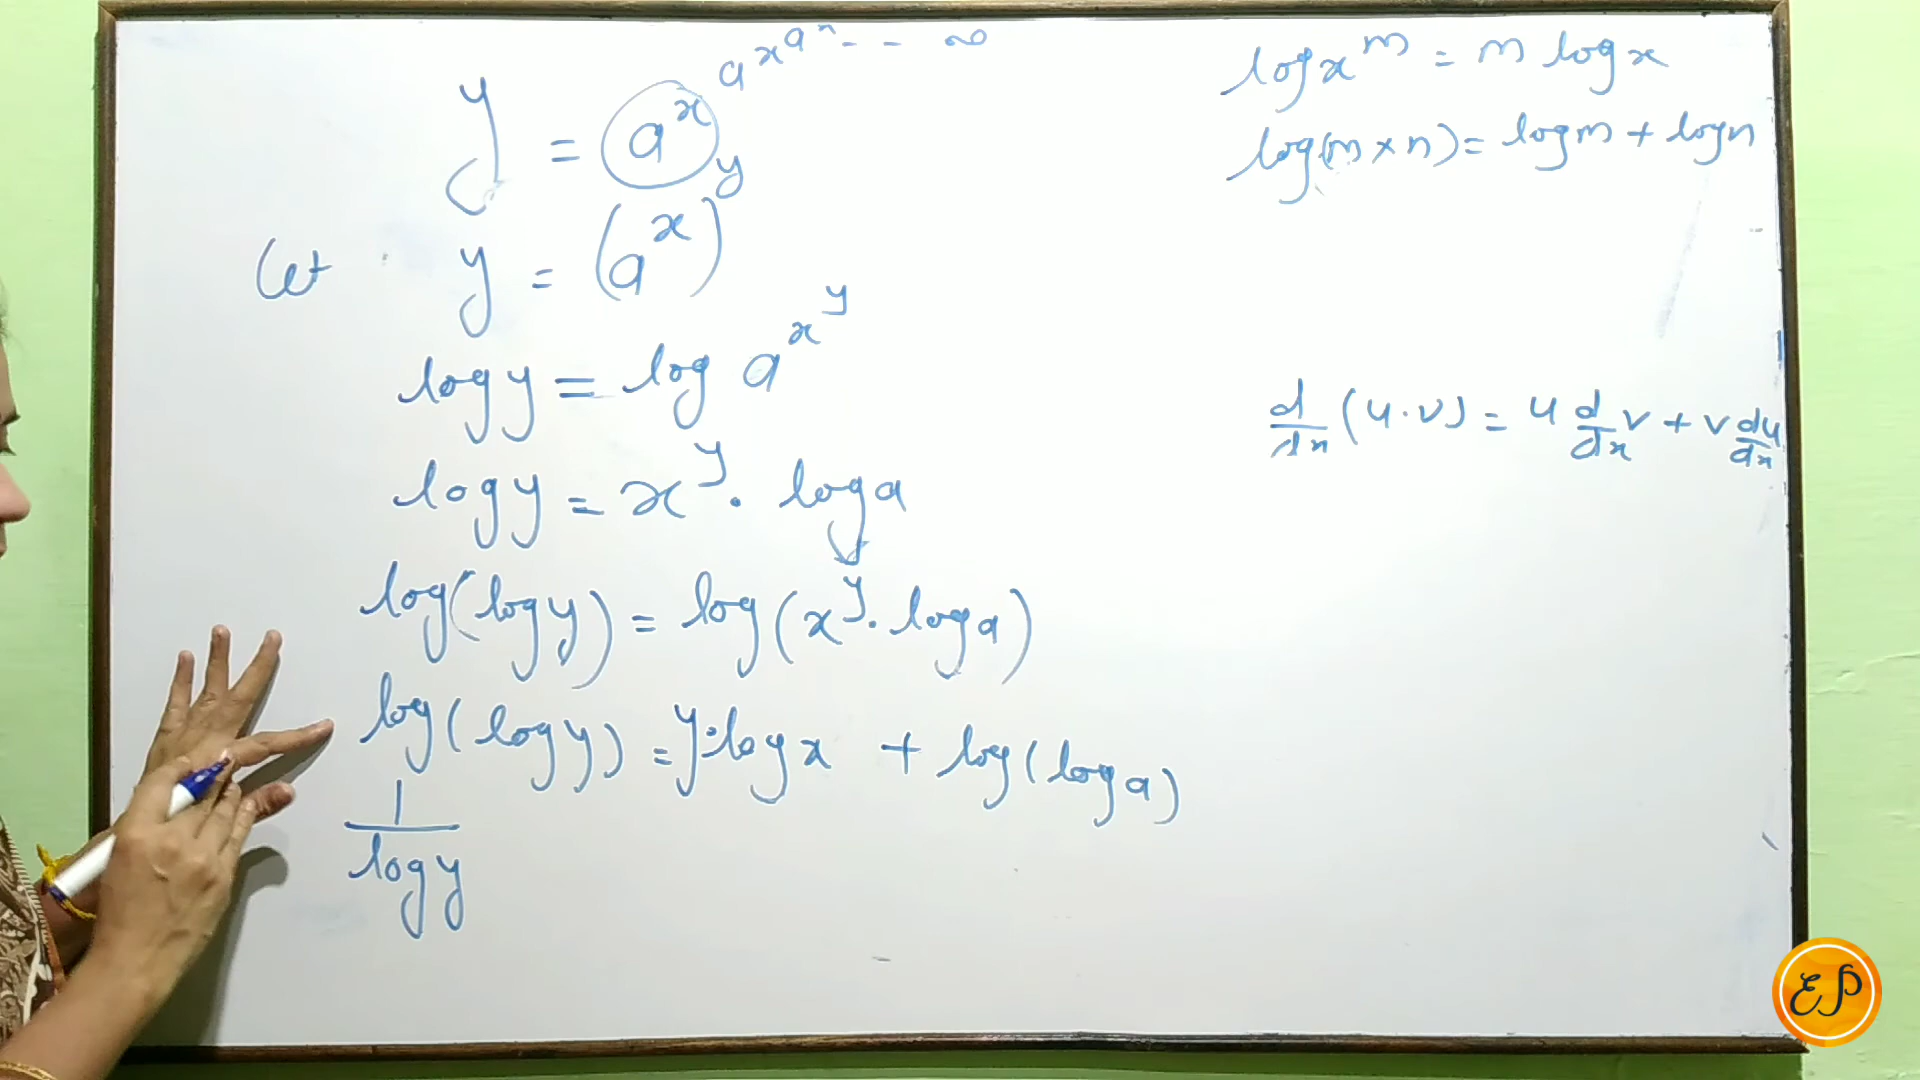 y = a^x^a^x^a^n - - - ∞
Let y = (a^x)^y
log y = log a^x^y
log y = x^y . log a
log(log y) = log(x^y . log a)
log(log y) = y . log x + log(log a)
1/log y
log x^m = m log x
log(m × n) = log m + log n
d/dx (u.v) = u d/dx v + v du/dx
EP